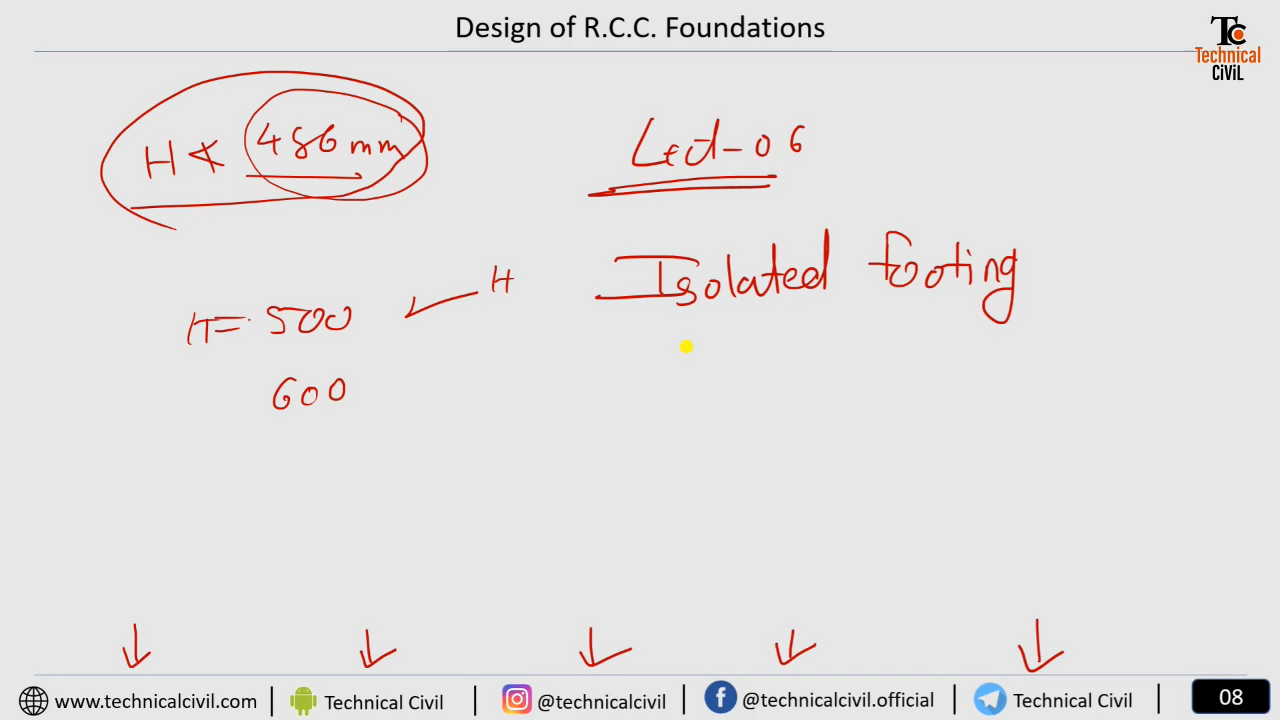 Design of R.C.C. Foundations
TC
Technical
CiViL
H ∢ 486 mm
Lect-06
Isolated footing
H
H = 500
600
www.technicalcivil.com | Technical Civil | @technicalcivil | @technicalcivil.official | Technical Civil | 08